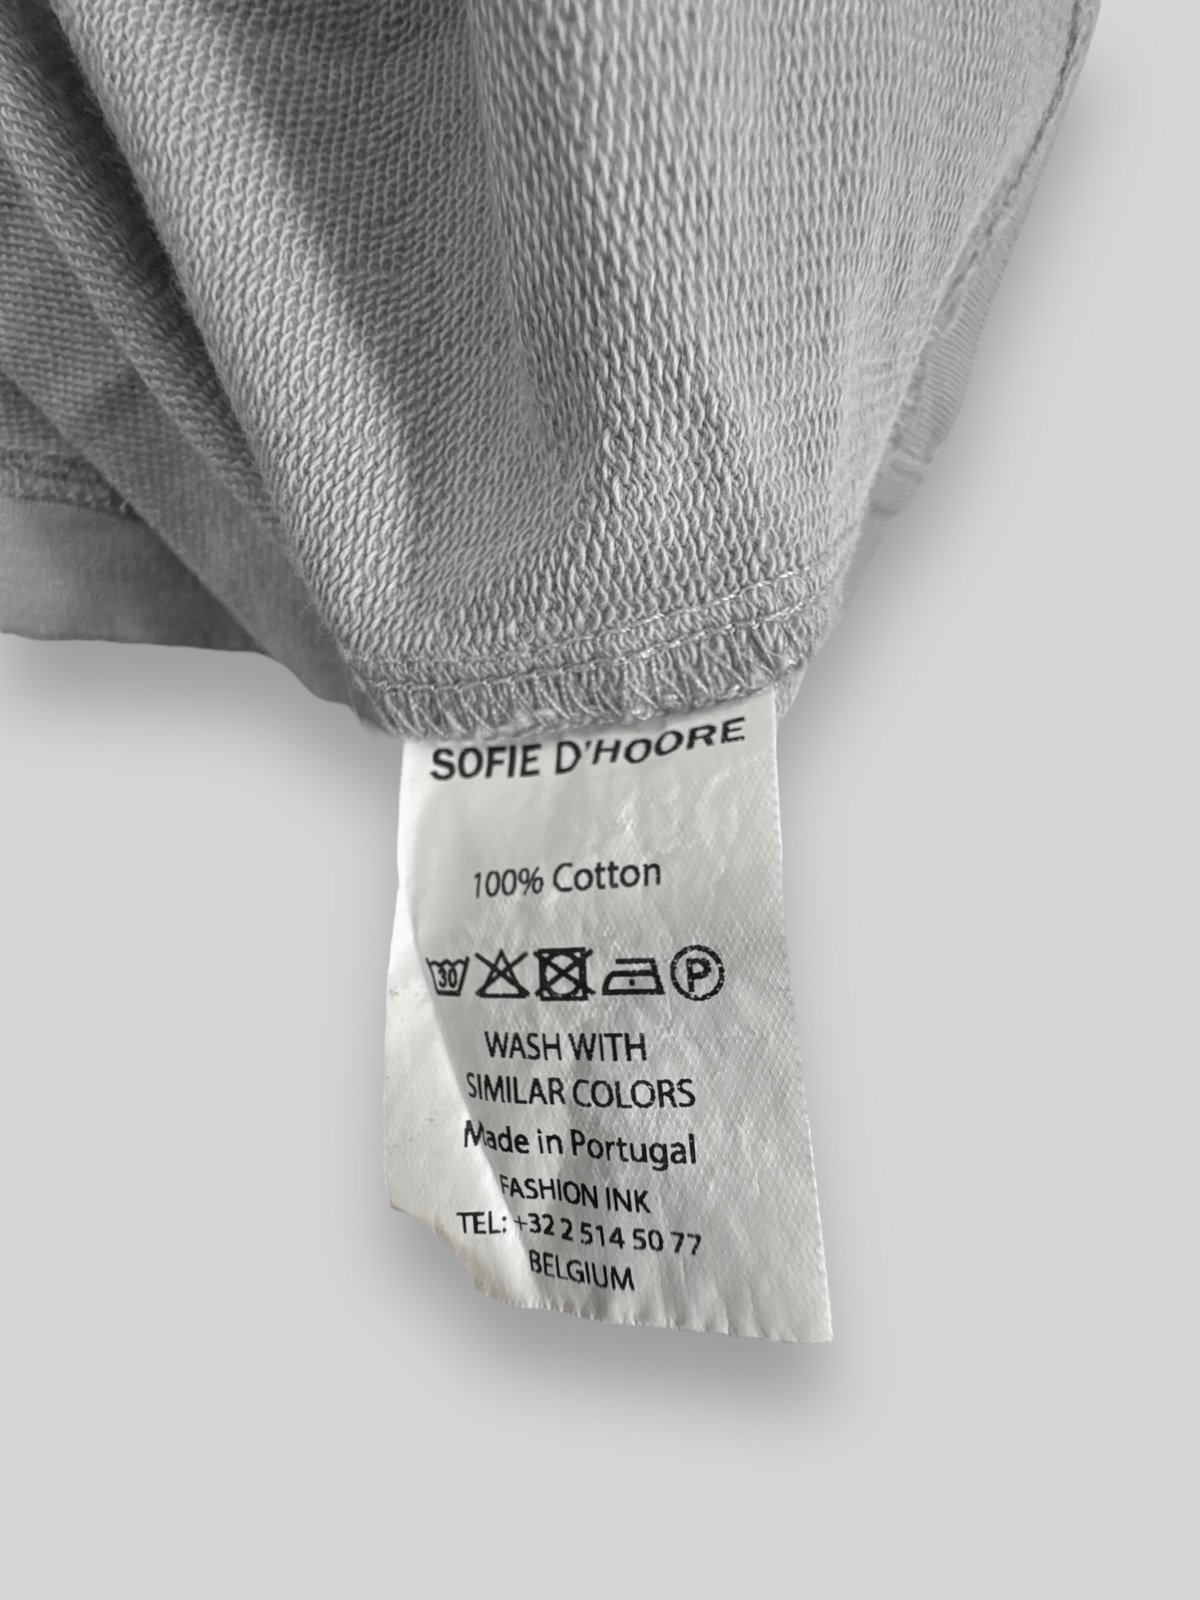 SOFIE D'HOORE
100% Cotton
30 P
WASH WITH
SIMILAR COLORS
Made in Portugal
FASHION INK
TEL: +32 2 514 50 77
BELGIUM